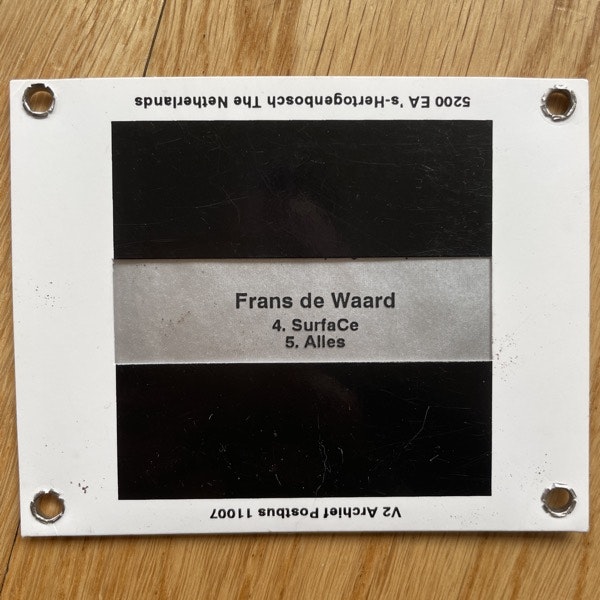 5200 EA 's-Hertogenbosch The Netherlands
Frans de Waard
4. SurfaCe
5. Alles
V2 Archief Postbus 11007